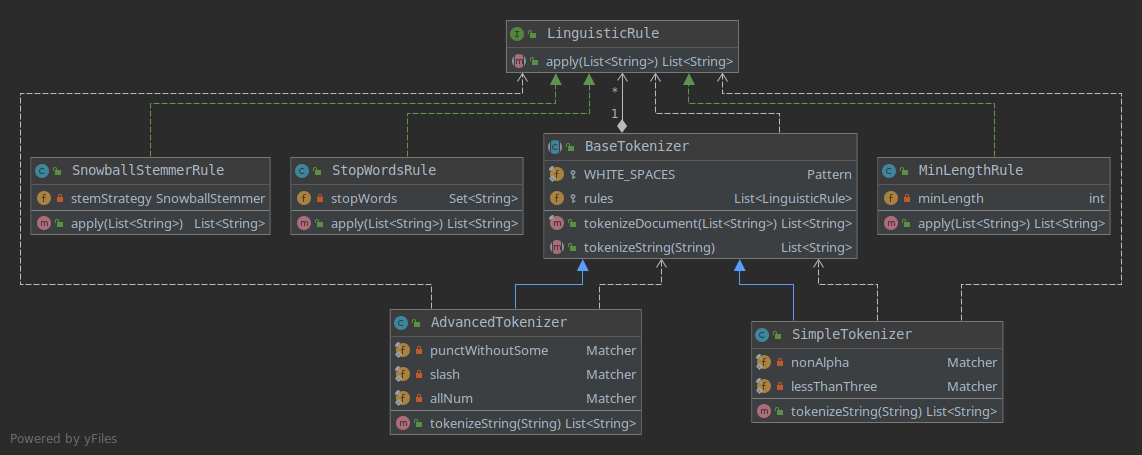 LinguisticRule
apply(List<String>) List<String>
*
1
SnowballStemmerRule
stemStrategy SnowballStemmer
apply(List<String>) List<String>
StopWordsRule
stopWords Set<String>
apply(List<String>) List<String>
BaseTokenizer
WHITE_SPACES Pattern
rules List<LinguisticRule>
tokenizeDocument(List<String>) List<String>
tokenizeString(String) List<String>
MinLengthRule
minLength int
apply(List<String>) List<String>
AdvancedTokenizer
punctWithoutSome Matcher
slash Matcher
allNum Matcher
tokenizeString(String) List<String>
SimpleTokenizer
nonAlpha Matcher
lessThanThree Matcher
tokenizeString(String) List<String>
Powered by yFiles